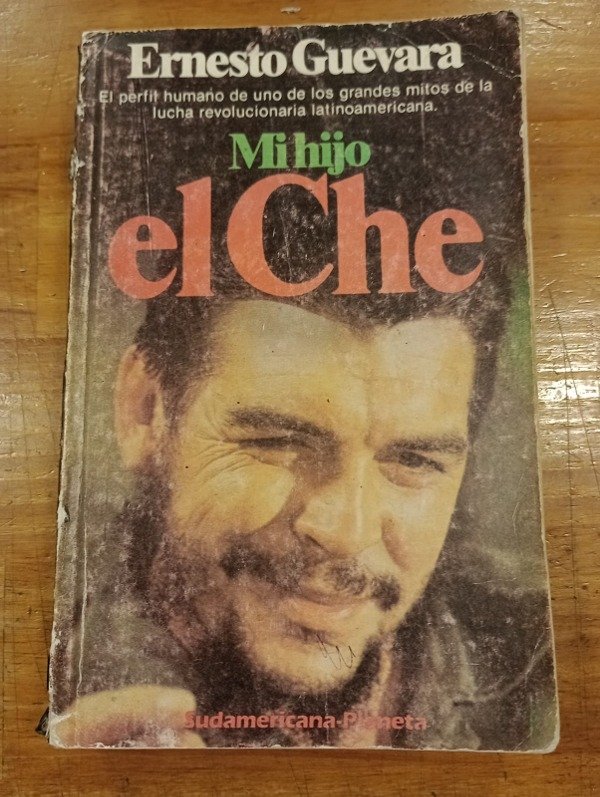 Ernesto Guevara
El perfil humano de uno de los grandes mitos de la
lucha revolucionaria latinoamericana.
Mi hijo
el Che
Sudamericana-Planeta